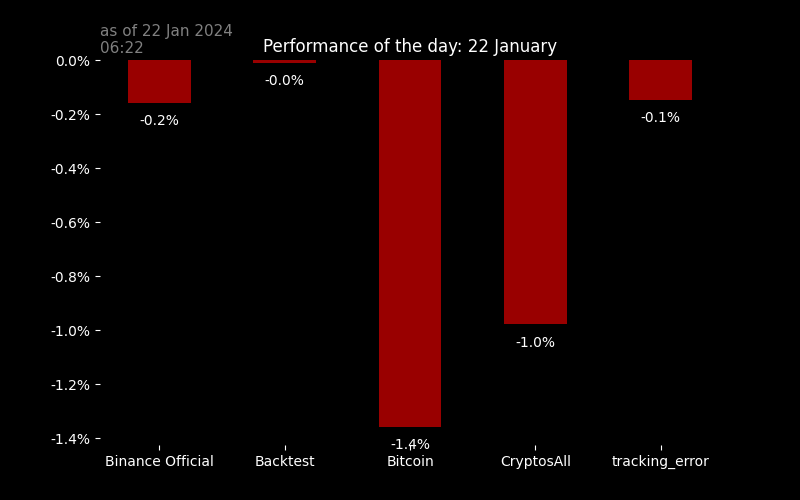 as of 22 Jan 2024
06:22
Performance of the day: 22 January
0.0%
-0.2%
-0.4%
-0.6%
-0.8%
-1.0%
-1.2%
-1.4%
-0.2%
-0.0%
-1.4%
-1.0%
-0.1%
Binance Official
Backtest
Bitcoin
CryptosAll
tracking_error